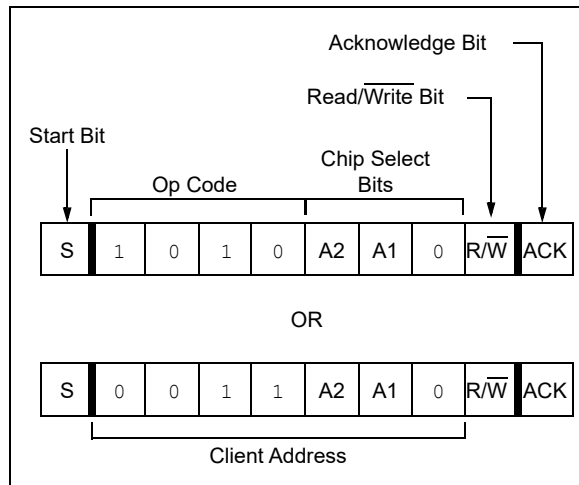 Acknowledge Bit
Read/Write Bit
Start Bit
Chip Select
Bits
Op Code
S 1 0 1 0 A2 A1 0 R/W ACK
OR
S 0 0 1 1 A2 A1 0 R/W ACK
Client Address